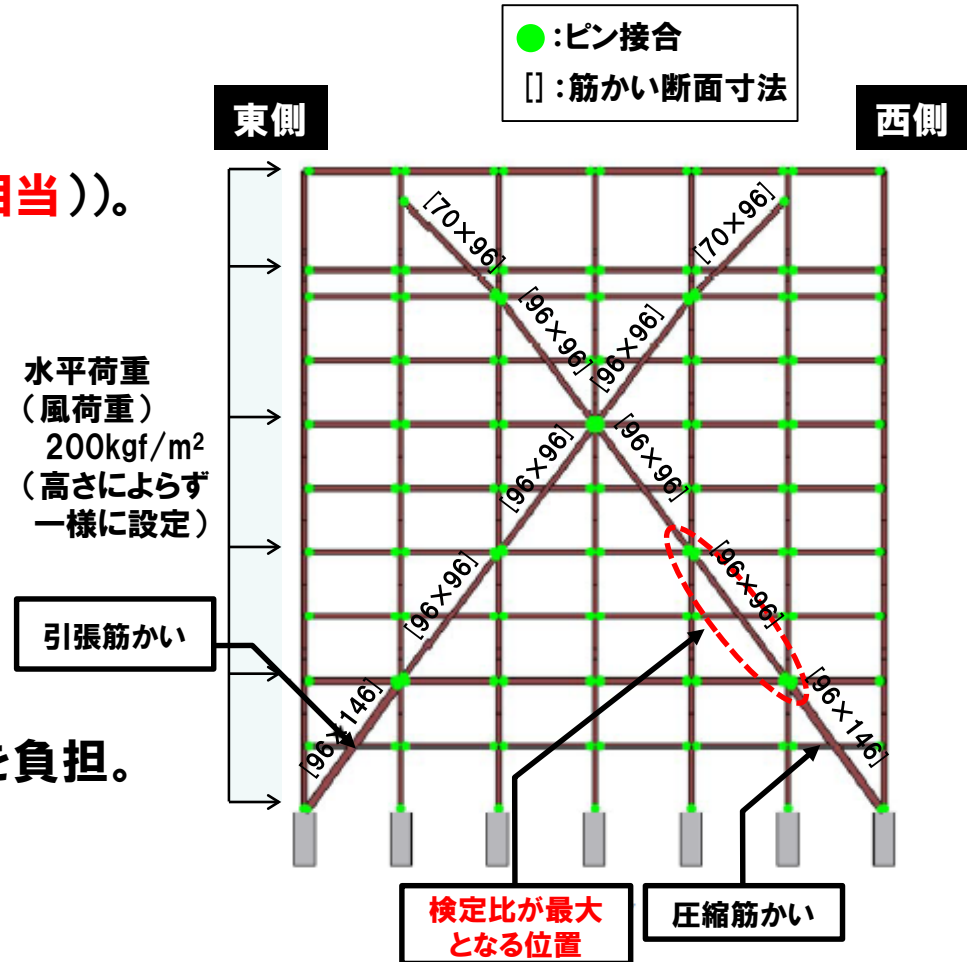 ●:ピン接合
[]:筋かい断面寸法
東側
西側
相当))。
[70×96]
[70×96]
[96×96]
[96×96]
水平荷重
(風荷重)
200kgf/m²
(高さによらず
一様に設定)
[96×96]
[96×96]
[96×96]
[96×96]
引張筋かい
[96×146]
[96×146]
を負担。
検定比が最大
となる位置
圧縮筋かい